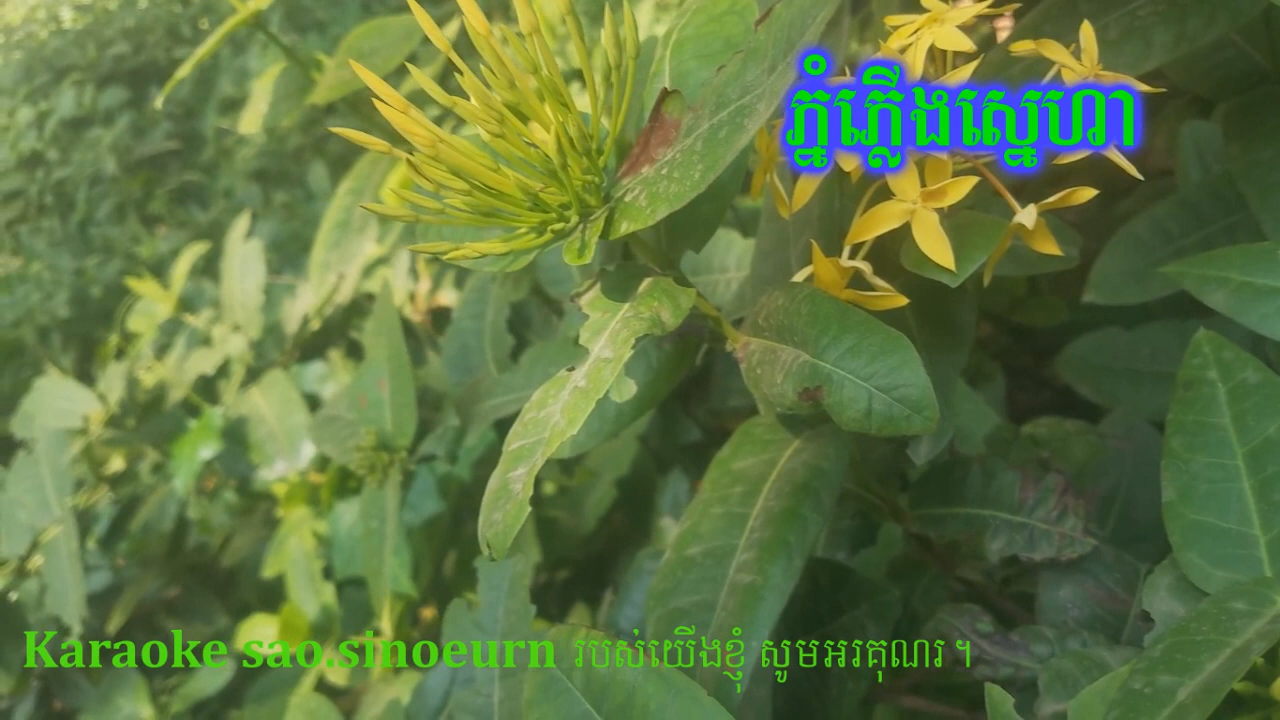 ភ្នំភ្លើងស្នេហា
Karaoke sao.sinoeurn របស់យើងខ្ញុំ សូមអរគុណរ។